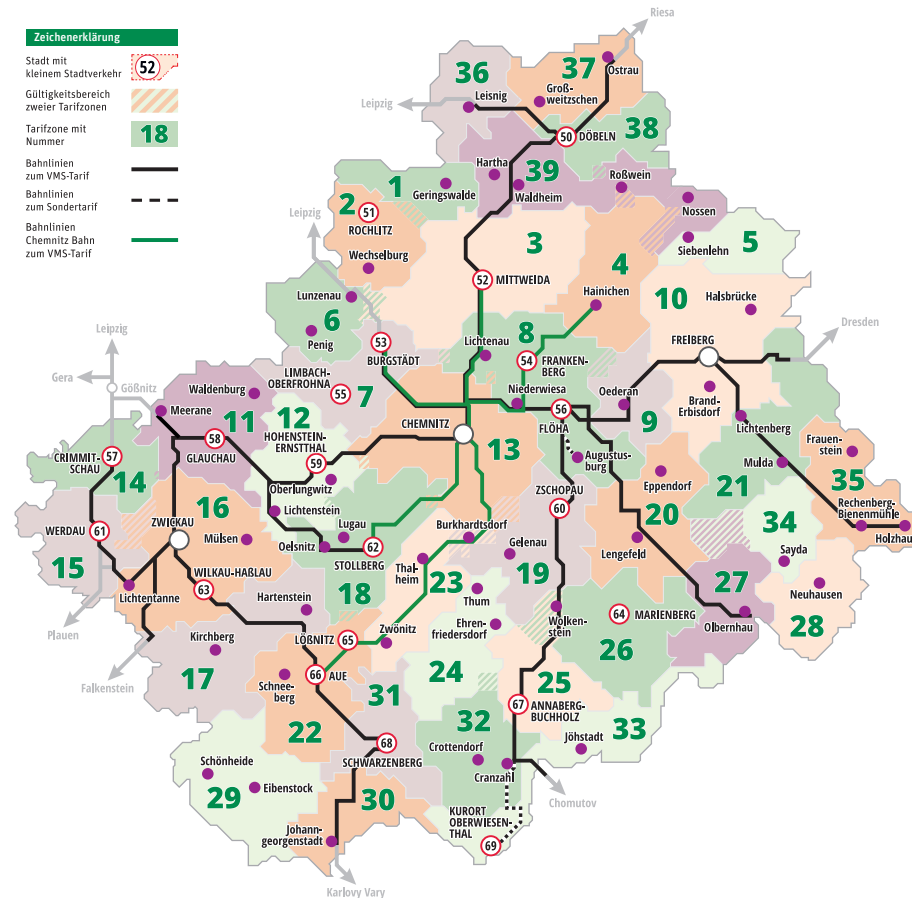 Zeichenerklärung
Stadt mit
kleinem Stadtverkehr
52
Gültigkeitsbereich
zweier Tarifzonen
Tarifzone mit
Nummer
18
Bahnlinien
zum VMS-Tarif
Bahnlinien
zum Sondertarif
Bahnlinien
Chemnitz Bahn
zum VMS-Tarif
Riesa
36
37
Ostrau
Groß-
weitzschen
Leisnig
Leipzig
38
50
DÖBELN
Hartha
39
Roßwein
1
Geringswalde
Waldheim
Nossen
2
51
ROCHLITZ
Leipzig
3
Siebenlehn
5
Wechselburg
4
52
MITTWEIDA
10
Lunzenau
Hainichen
Halsbrücke
6
Penig
Dresden
8
53
BURGSTÄDT
Lichtenau
FREIBERG
Leipzig
54
FRANKEN-
BERG
Gera
Gößnitz
LIMBACH-
OBERFROHNA
55
7
Waldenburg
Niederwiesa
Oederan
Brand-
Erbisdorf
Meerane
11
12
56
FLÖHA
9
Lichtenberg
HOHENSTEIN-
ERNSTTHAL
CHEMNITZ
13
58
GLAUCHAU
Frauen-
stein
57
CRIMMIT-
SCHAU
59
Augustus-
burg
Mulda
14
Oberlungwitz
Eppendorf
21
35
Lichtenstein
ZSCHOPAU
60
Rechenberg-
Bienenmühle
16
Lugau
Burkhardtsdorf
20
34
WERDAU
61
ZWICKAU
Mülsen
Oelsnitz
62
STOLLBERG
Gelenau
Holzhau
15
Lengefeld
Sayda
WILKAU-HAßLAU
63
Thal-
heim
23
19
27
Lichtentanne
18
Neuhausen
Hartenstein
Thum
Wolken-
stein
64
MARIENBERG
Plauen
LÖßNITZ
65
Ehren-
friedersdorf
Olbernhau
28
Kirchberg
Zwönitz
26
Falkenstein
17
66
AUE
24
Schnee-
berg
31
25
67
ANNABERG-
BUCHHOLZ
22
32
33
68
SCHWARZENBERG
Crottendorf
Jöhstadt
Schönheide
Cranzahl
29
Eibenstock
30
Chomutov
KURORT
OBERWIESEN-
THAL
Johann-
georgenstadt
69
Karlovy Vary